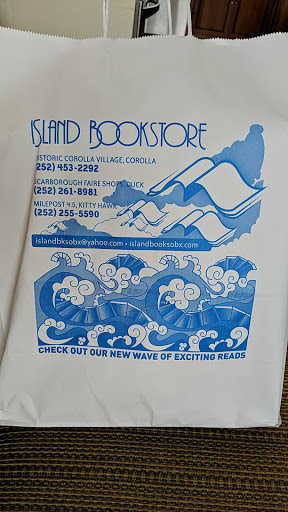 ISLAND BOOKSTORE
HISTORIC COROLLA VILLAGE, COROLLA
(252) 453-2292
SCARBOROUGH FAIRE SHOPS, DUCK
(252) 261-8981
MILEPOST 4.5, KITTY HAWK
(252) 255-5590
islandbksobx@yahoo.com • islandbooksobx.com
CHECK OUT OUR NEW WAVE OF EXCITING READS